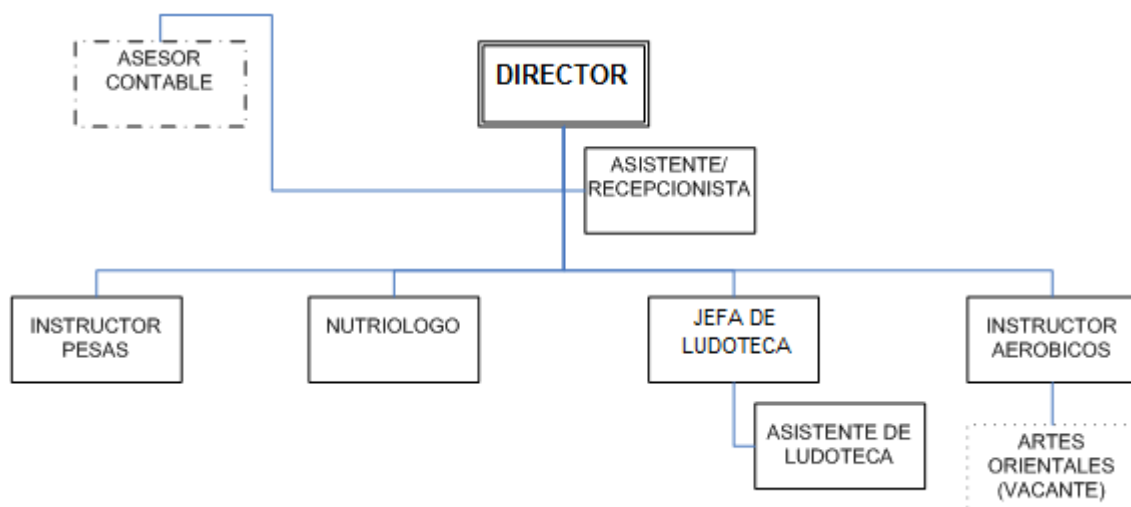 ASESOR
CONTABLE
DIRECTOR
ASISTENTE/
RECEPCIONISTA
INSTRUCTOR
PESAS
NUTRIOLOGO
JEFA DE
LUDOTECA
INSTRUCTOR
AEROBICOS
ASISTENTE DE
LUDOTECA
ARTES
ORIENTALES
(VACANTE)